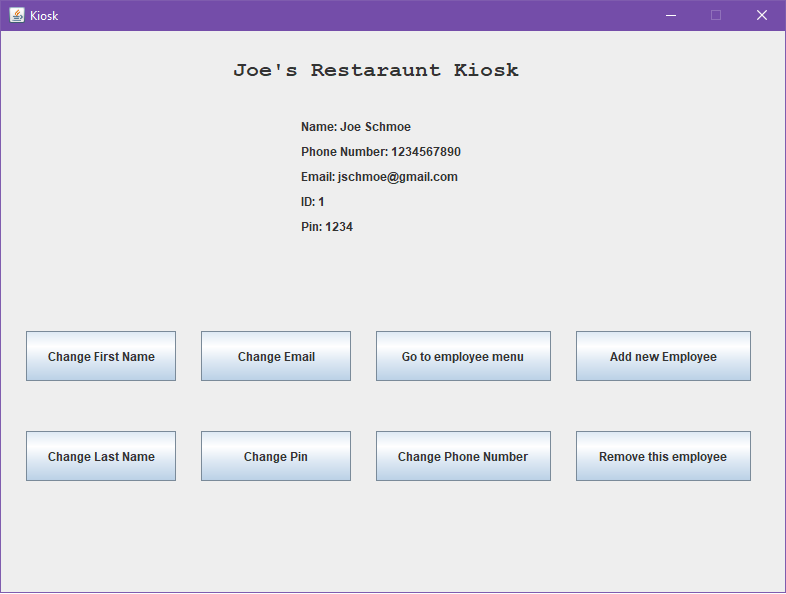 Kiosk
Joe's Restaraunt Kiosk
Name: Joe Schmoe
Phone Number: 1234567890
Email: jschmoe@gmail.com
ID: 1
Pin: 1234
Change First Name
Change Email
Go to employee menu
Add new Employee
Change Last Name
Change Pin
Change Phone Number
Remove this employee